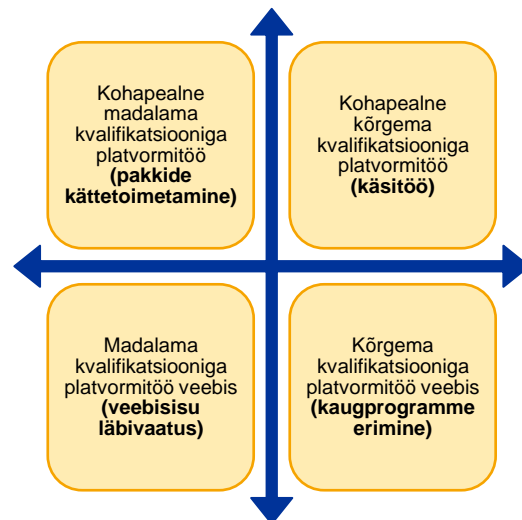 Kohapealne
madalama
kvalifikatsiooniga
platvormitöö
(pakkide
kättetoimetamine)
Kohapealne
kõrgema
kvalifikatsiooniga
platvormitöö
(käsitöö)
Madalama
kvalifikatsiooniga
platvormitöö veebis
(veebisisu
läbivaatus)
Kõrgema
kvalifikatsiooniga
platvormitöö veebis
(kaugprogramme
erimine)